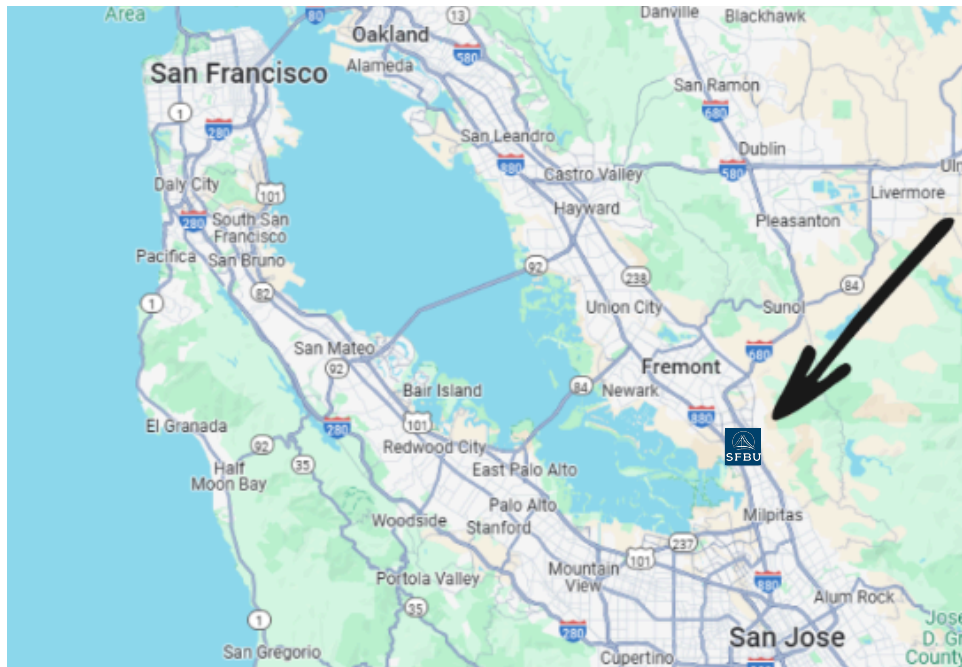 Area
80
Oakland
13
Danville
Blackhawk
580
San Francisco
Alameda
San Ramon
1
280
680
San Leandro
Dublin
880
Castro Valley
580
Daly City
101
Livermore
Hayward
280
South San
Francisco
Pleasanton
Pacifica
San Bruno
92
238
84
1
82
Union City
Sunol
San Mateo
680
92
Fremont
Bair Island
84
Newark
El Granada
101
880
280
92
Redwood City
SFBU
35
East Palo Alto
Half
Moon Bay
Palo Alto
Woodside
Stanford
Milpitas
237
101
Mountain
View
Portola Valley
880
35
Alum Rock
1
280
San Jose
San Gregorio
Cupertino
County